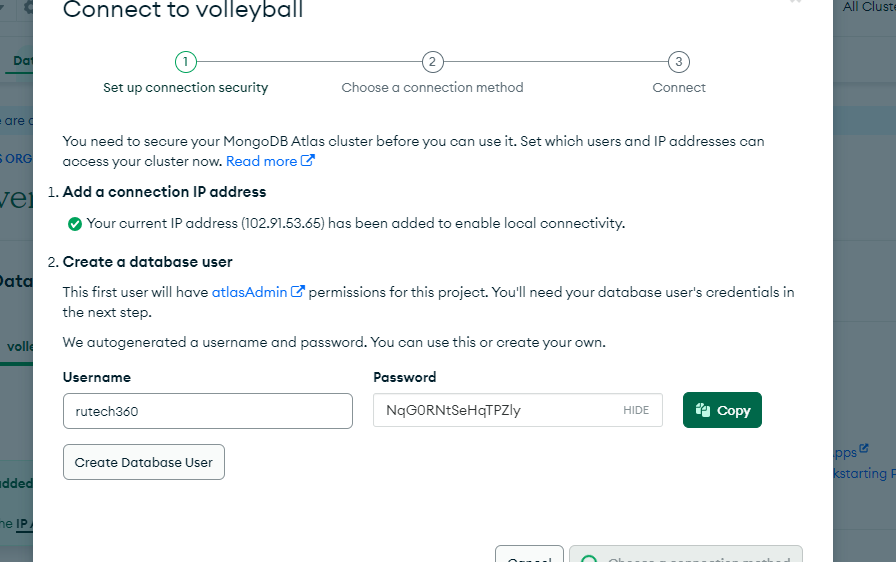 Connect to volleyball
All Cluste
Dat
1
2
3
Set up connection security
Choose a connection method
Connect
are
You need to secure your MongoDB Atlas cluster before you can use it. Set which users and IP addresses can
access your cluster now. Read more
S ORG
1. Add a connection IP address
ver
Your current IP address (102.91.53.65) has been added to enable local connectivity.
2. Create a database user
Data
This first user will have atlasAdmin permissions for this project. You'll need your database user's credentials in
the next step.
volle
We autogenerated a username and password. You can use this or create your own.
Username
Password
rutech360
NqG0RNtSeHqTPZly
HIDE
Copy
Create Database User
pps
kstarting P
added
he IP A
Cancel
Choose a connection method